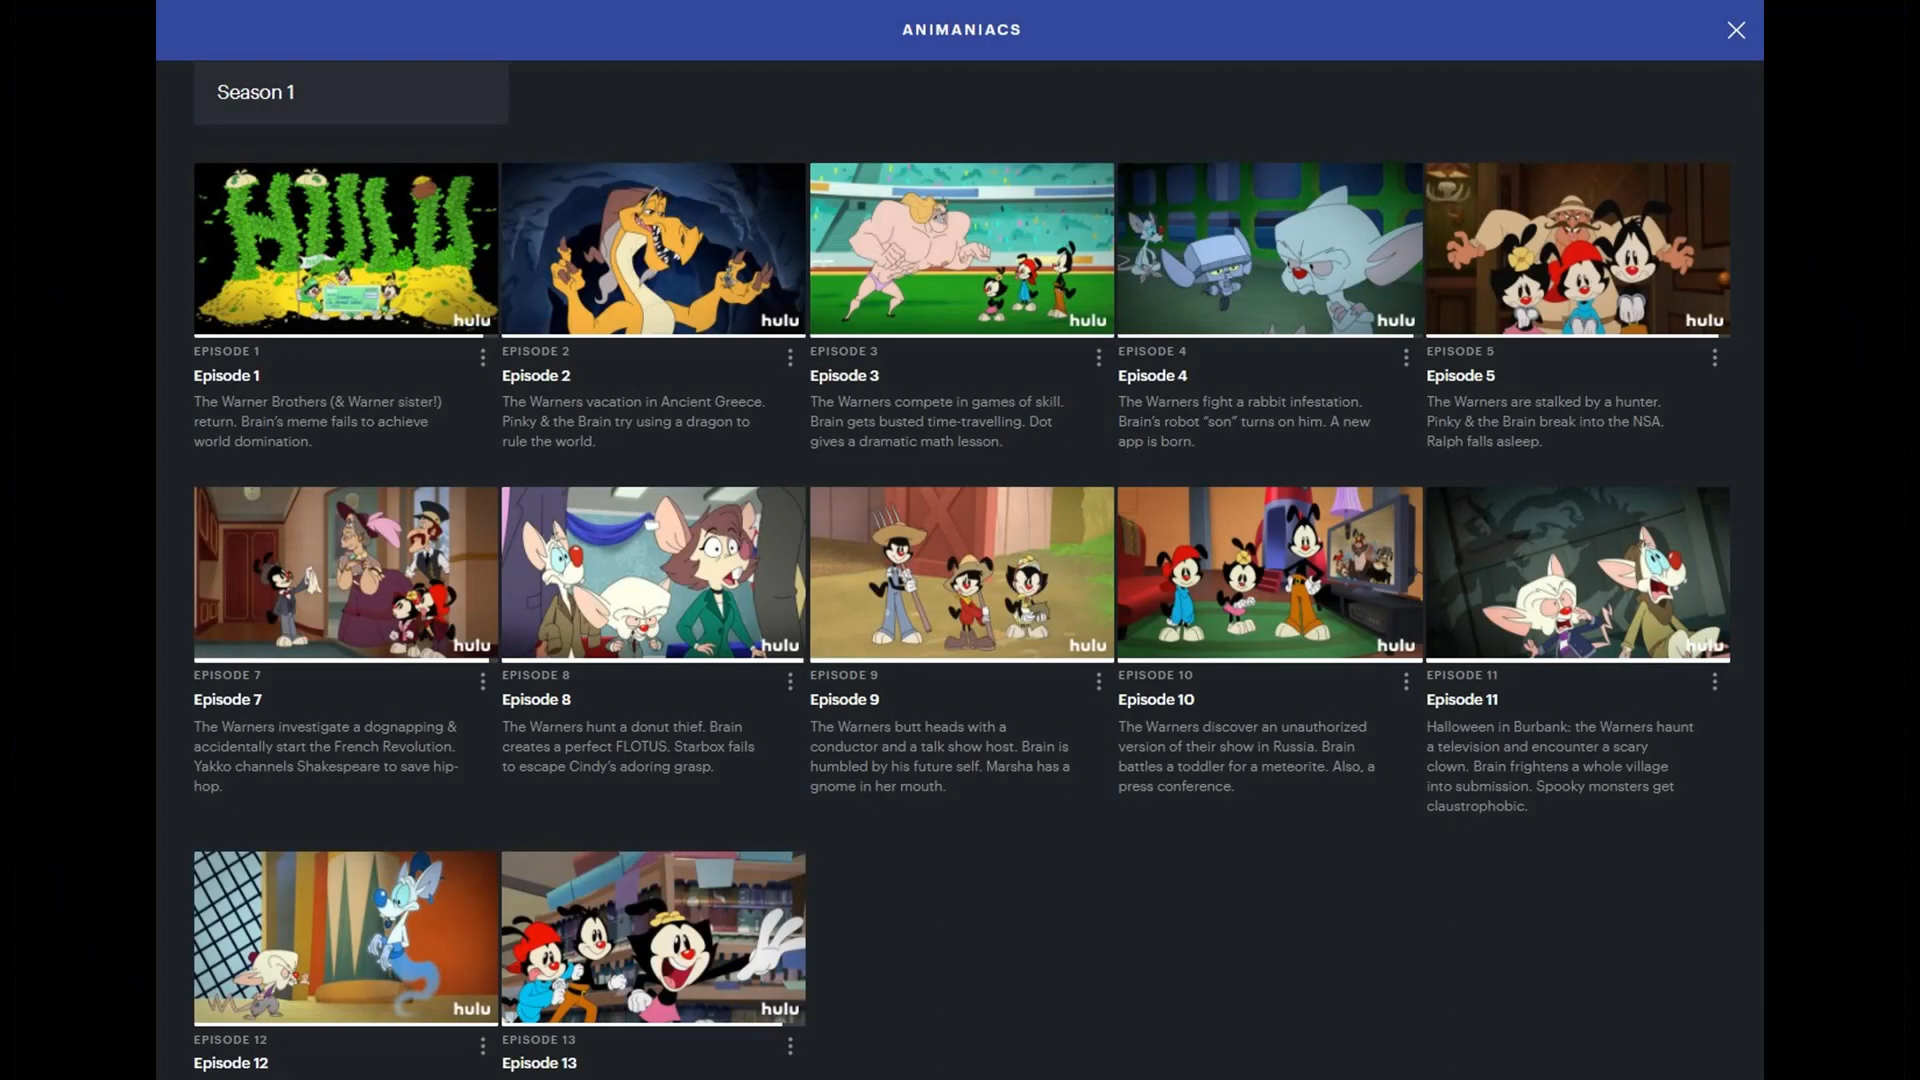 ANIMANIACS
Season 1
HULU
hulu
hulu
hulu
hulu
hulu
EPISODE 1
Episode 1
The Warner Brothers (& Warner sister!)
return. Brain's meme fails to achieve
world domination.
EPISODE 2
Episode 2
The Warners vacation in Ancient Greece.
Pinky & the Brain try using a dragon to
rule the world.
EPISODE 3
Episode 3
The Warners compete in games of skill.
Brain gets busted time-travelling. Dot
gives a dramatic math lesson.
EPISODE 4
Episode 4
The Warners fight a rabbit infestation.
Brain's robot “son” turns on him. A new
app is born.
EPISODE 5
Episode 5
The Warners are stalked by a hunter.
Pinky & the Brain break into the NSA.
Ralph falls asleep.
hulu
hulu
hulu
hulu
hulu
EPISODE 7
Episode 7
The Warners investigate a dognapping &
accidentally start the French Revolution.
Yakko channels Shakespeare to save hip-
hop.
EPISODE 8
Episode 8
The Warners hunt a donut thief. Brain
creates a perfect FLOTUS. Starbox fails
to escape Cindy's adoring grasp.
EPISODE 9
Episode 9
The Warners butt heads with a
conductor and a talk show host. Brain is
humbled by his future self. Marsha has a
gnome in her mouth.
EPISODE 10
Episode 10
The Warners discover an unauthorized
version of their show in Russia. Brain
battles a toddler for a meteorite. Also, a
press conference.
EPISODE 11
Episode 11
Halloween in Burbank: the Warners haunt
a television and encounter a scary
clown. Brain frightens a whole village
into submission. Spooky monsters get
claustrophobic.
hulu
hulu
EPISODE 12
Episode 12
EPISODE 13
Episode 13